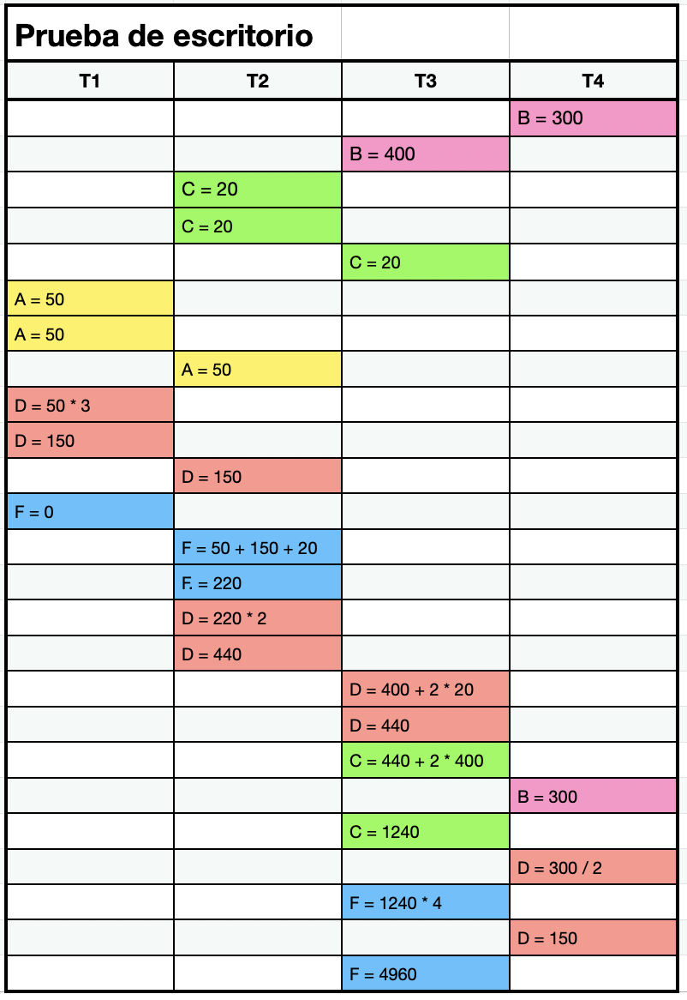 Prueba de escritorio
T1 T2 T3 T4
B = 300
B = 400
C = 20
C = 20
C = 20
A = 50
A = 50
A = 50
D = 50 * 3
D = 150
D = 150
F = 0
F = 50 + 150 + 20
F. = 220
D = 220 * 2
D = 440
D = 400 + 2 * 20
D = 440
C = 440 + 2 * 400
B = 300
C = 1240
D = 300 / 2
F = 1240 * 4
D = 150
F = 4960